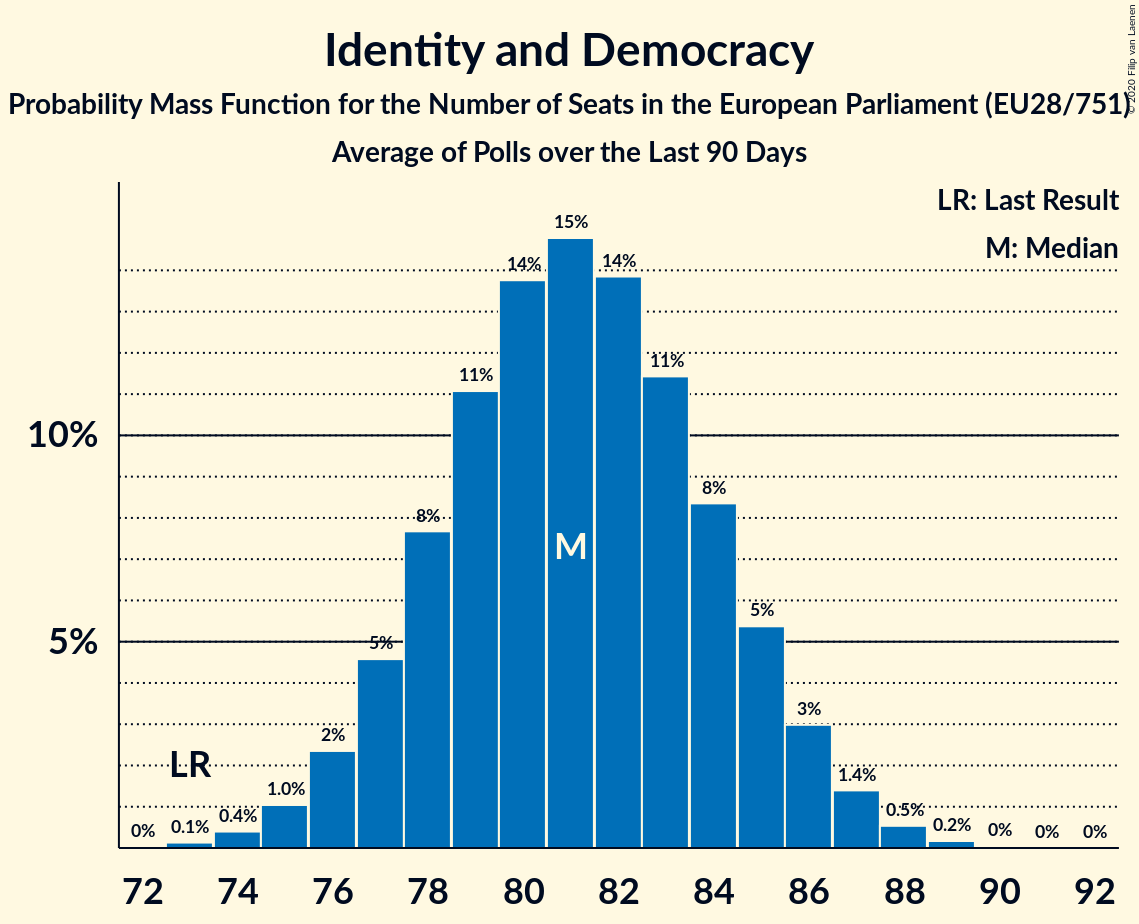 Identity and Democracy
Probability Mass Function for the Number of Seats in the European Parliament (EU28/751)
Average of Polls over the Last 90 Days
© 2020 Filip van Laenen
LR: Last Result
M: Median
15%
14%
14%
11%
11%
10%
8%
8%
M
5%
5%
5%
3%
2%
LR
1.4%
1.0%
0.4%
0.5%
0%
0.1%
0.2%
0%
0%
0%
72 74 76 78 80 82 84 86 88 90 92